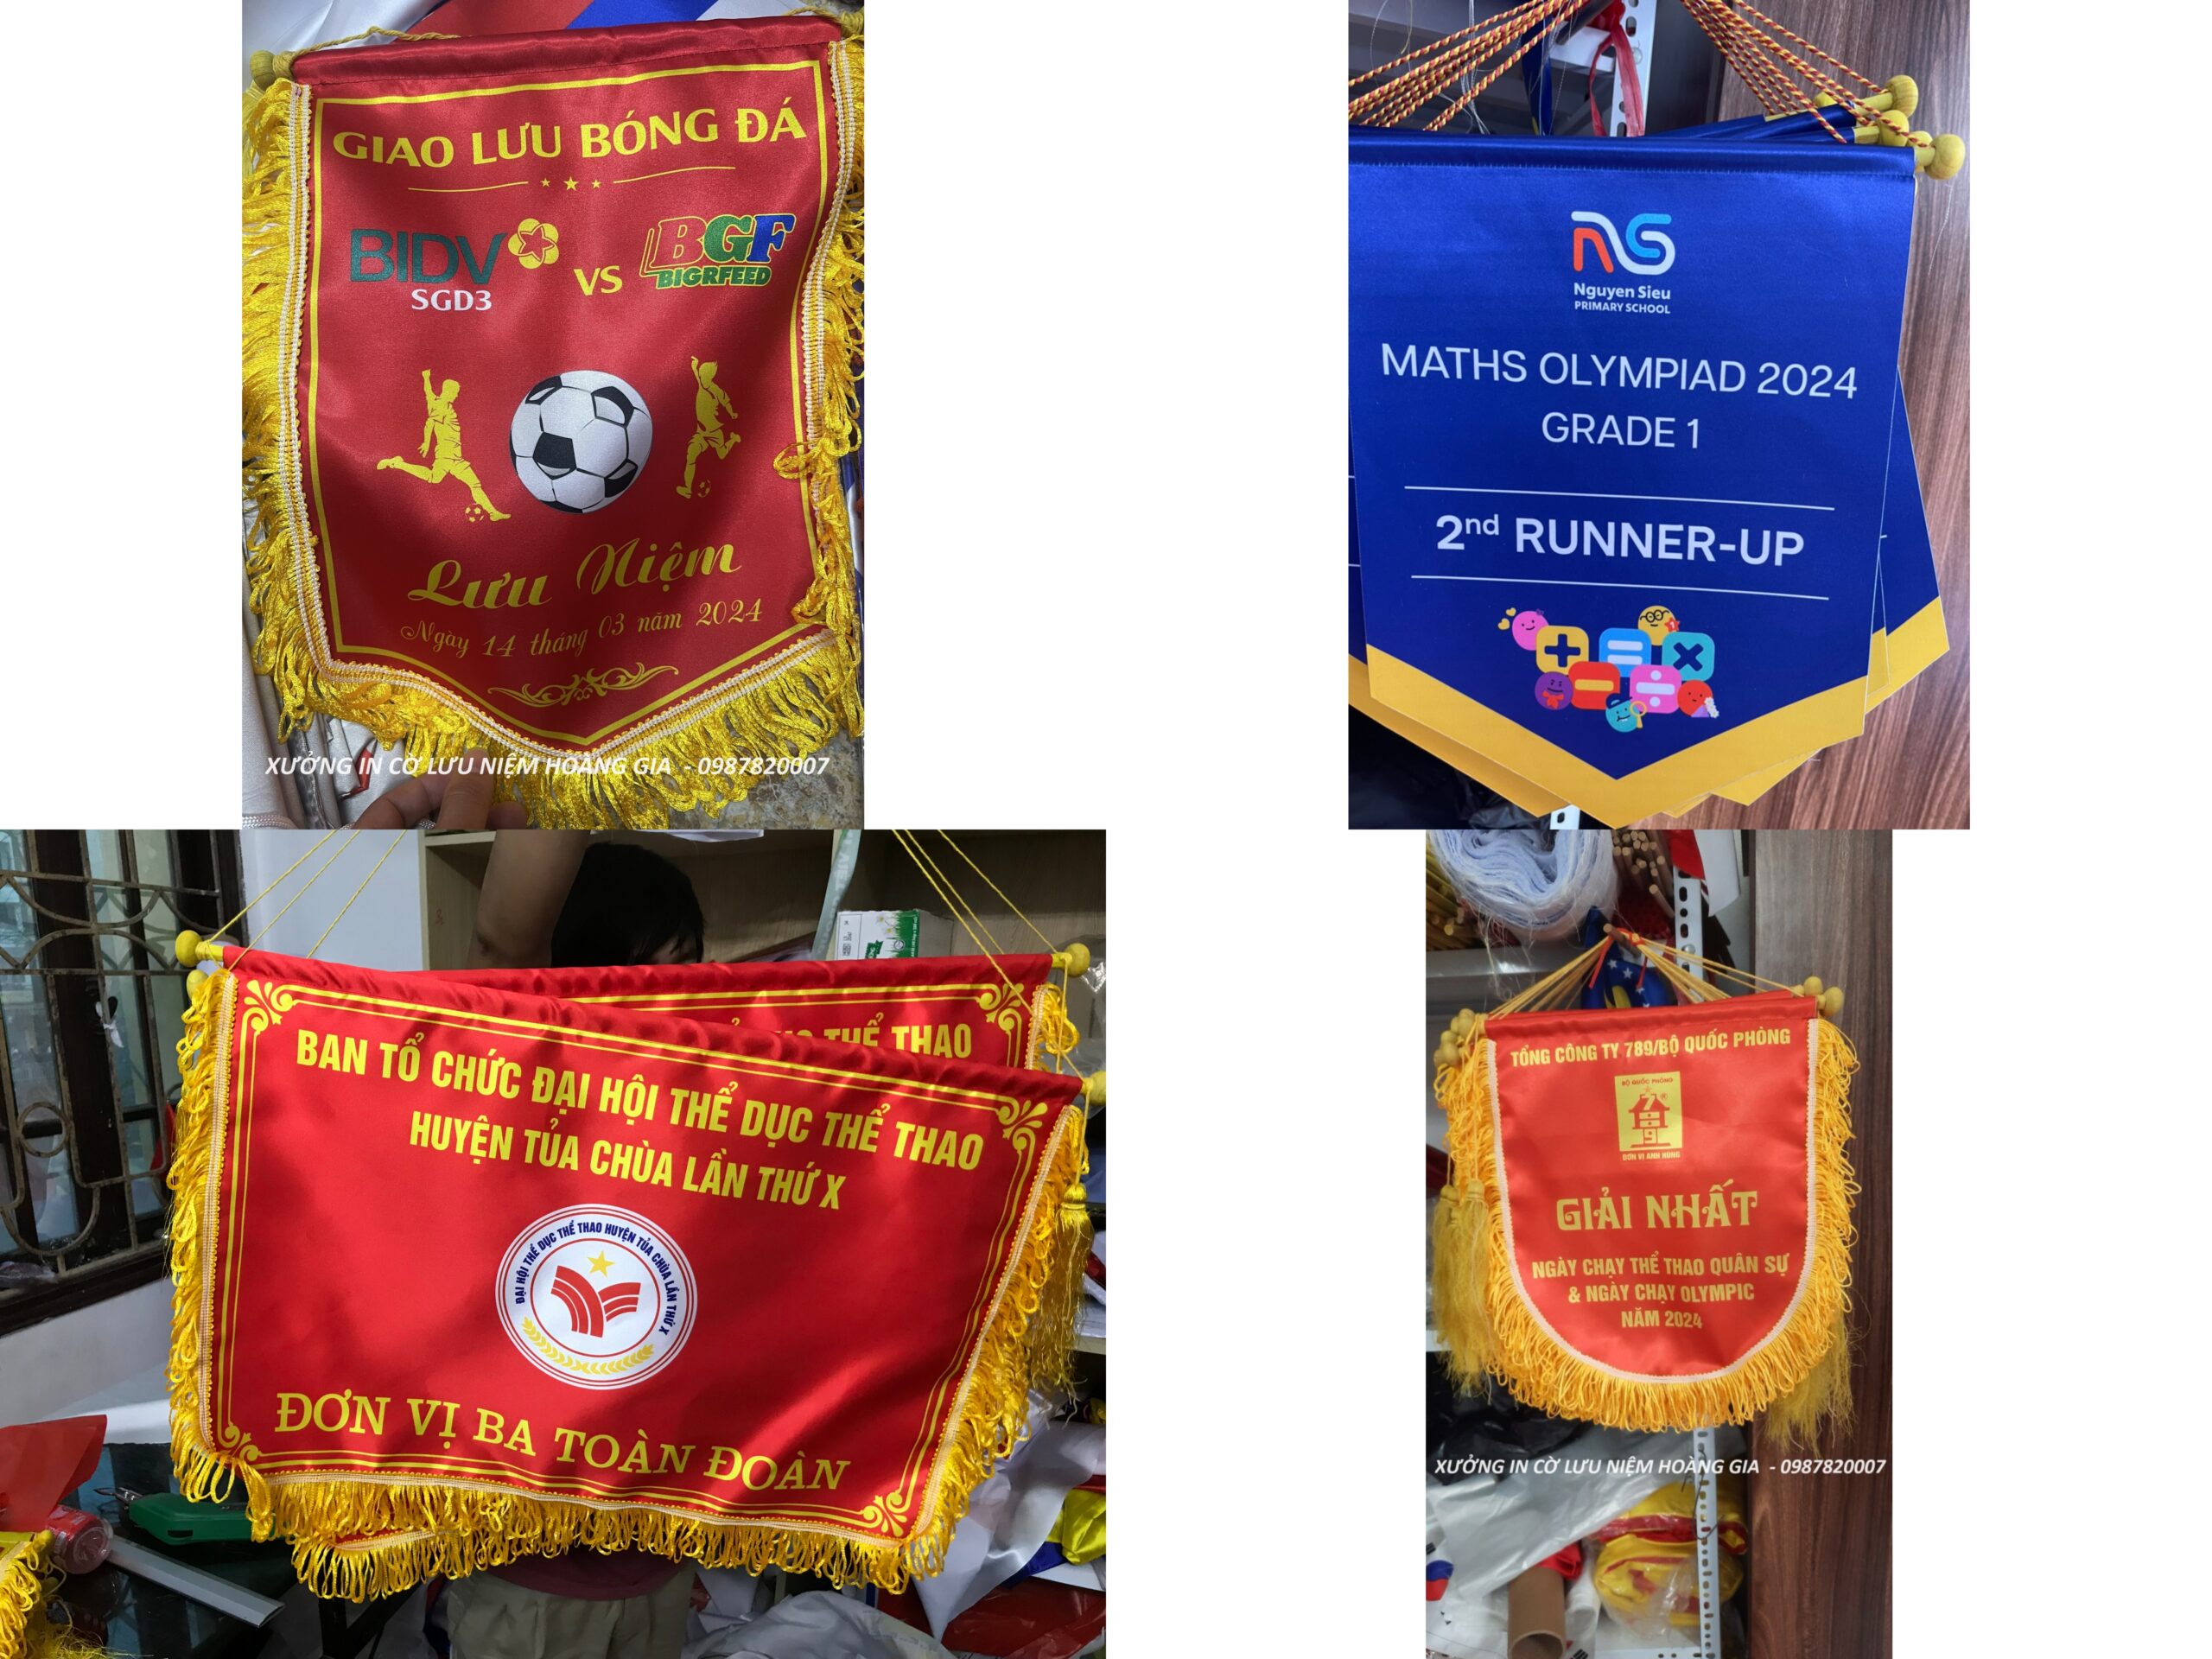 GIAO LƯU BÓNG ĐÁ
BIDV
SGD3
VS
BGF
BIGRFEED
Lưu Niệm
Ngày 14 tháng 03 năm 2024
XƯỞNG IN CỜ LƯU NIỆM HOÀNG GIA - 0987820007
NS
Nguyen Sieu
PRIMARY SCHOOL
MATHS OLYMPIAD 2024
GRADE 1
2nd RUNNER-UP
THỂ THAO
BAN TỔ CHỨC ĐẠI HỘI THỂ DỤC THỂ THAO
HUYỆN TỦA CHÙA LẦN THỨ X
ĐẠI HỘI THỂ DỤC THỂ THAO HUYỆN TỦA CHÙA LẦN THỨ X
ĐƠN VỊ BA TOÀN ĐOÀN
TỔNG CÔNG TY 789/BỘ QUỐC PHÒNG
BỘ QUỐC PHÒNG
789
ĐƠN VỊ ANH HÙNG
GIẢI NHẤT
NGÀY CHẠY THỂ THAO QUÂN SỰ
& NGÀY CHẠY OLYMPIC
NĂM 2024
XƯỞNG IN CỜ LƯU NIỆM HOÀNG GIA - 0987820007